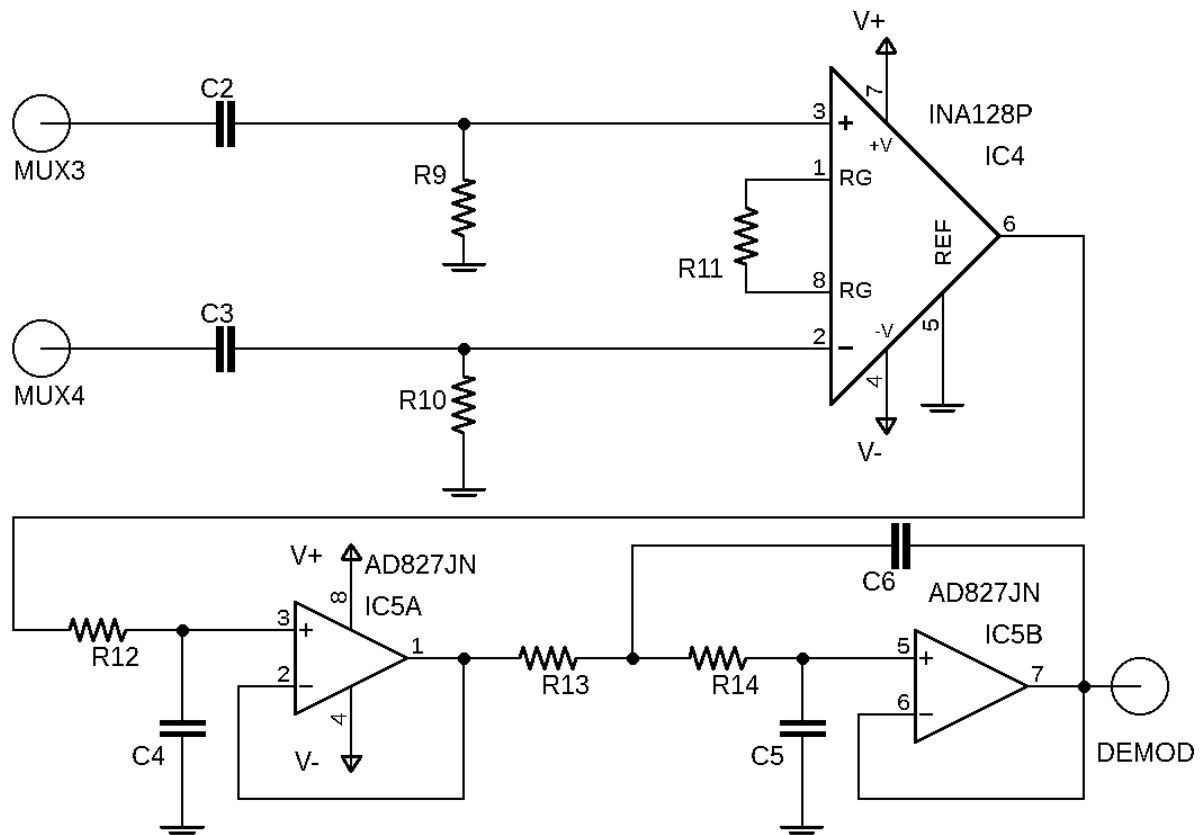 V+
C2
MUX3
R9
3
+
7
+V
INA128P
IC4
1
RG
R11
8
RG
REF
6
C3
MUX4
R10
2
-
-V
5
4
V-
V+
AD827JN
8
IC5A
R12
3
+
2
-
1
4
V-
C4
R13
R14
C6
AD827JN
IC5B
5
+
6
-
7
C5
DEMOD